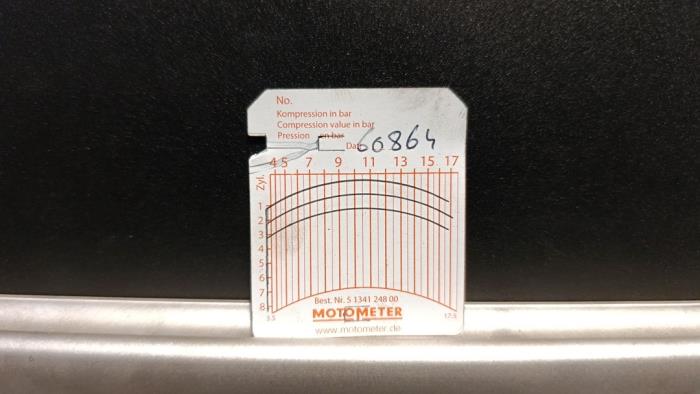 No.
Kompression in bar
Compression value in bar
Pression en bar
Dat 60864
4 5 7 9 11 13 15 17
Zyl.
1
2
3
4
5
6
7
8
Best. Nr. S 1341 248 00
3.5 MOTOMETER 17.5
www.motometer.de